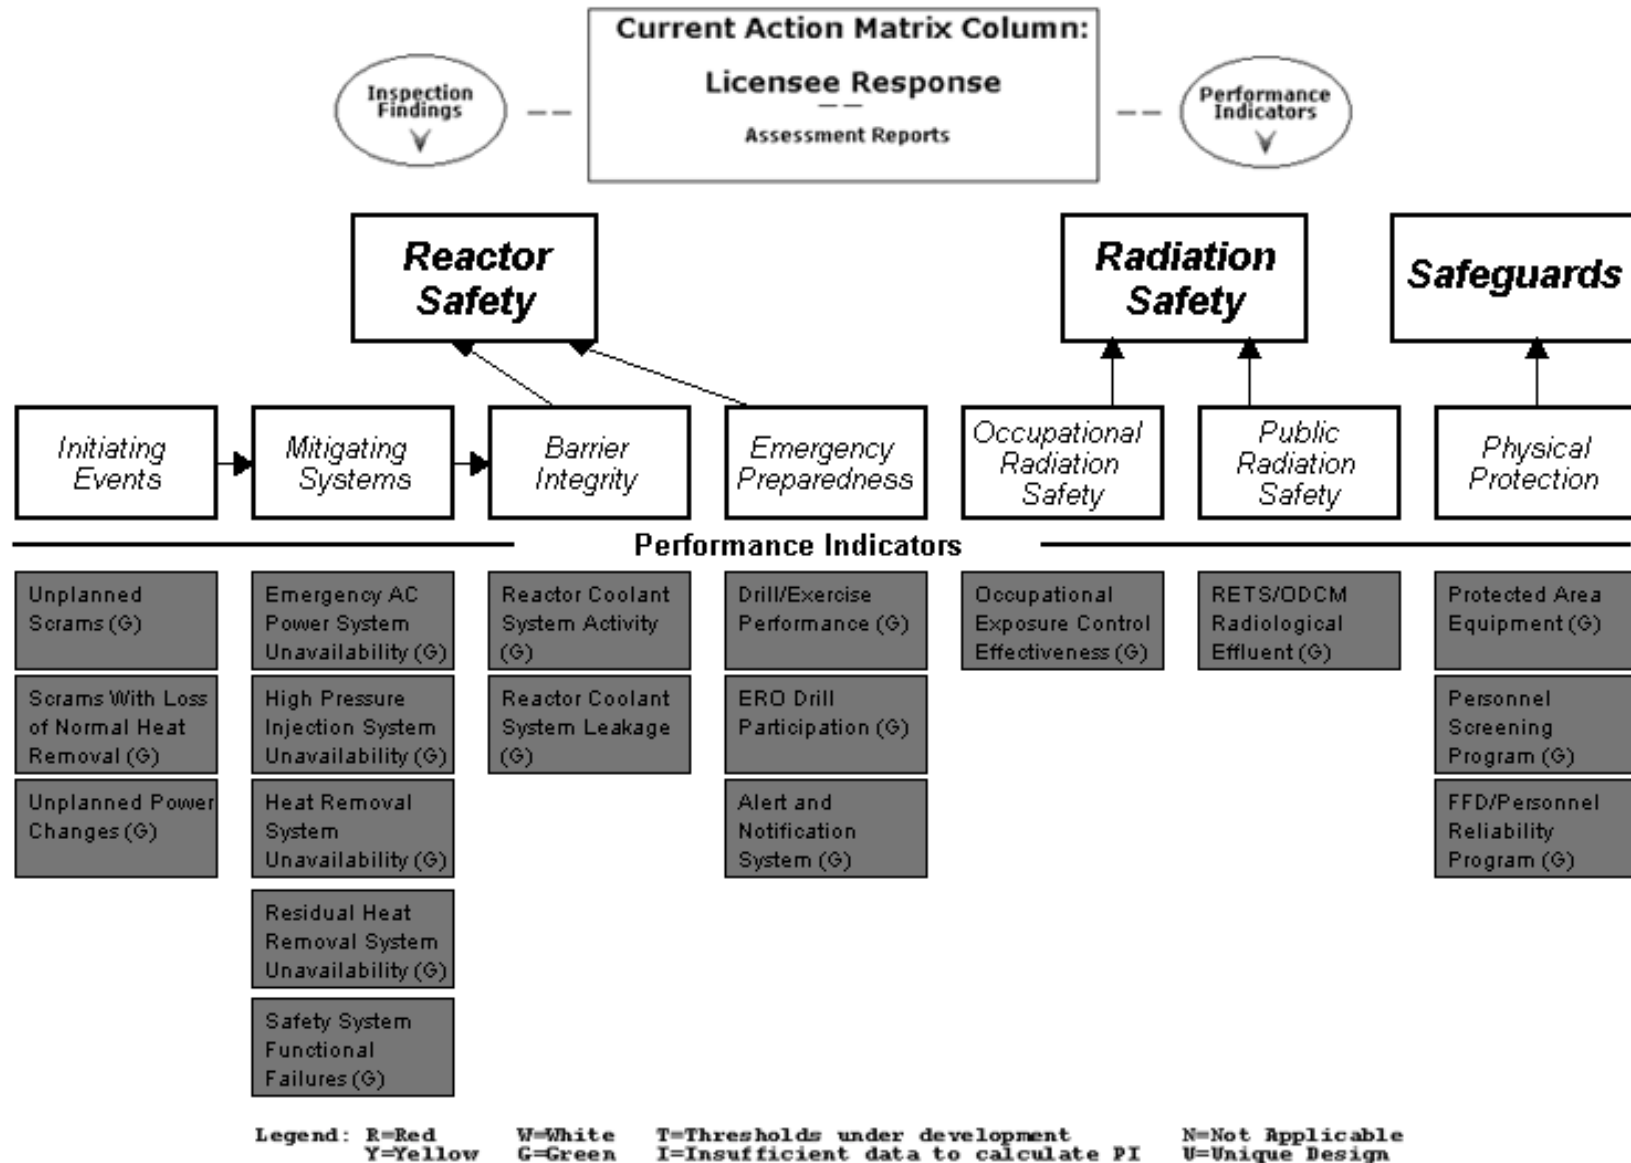 Current Action Matrix Column:
Licensee Response
Assessment Reports
Inspection
Findings
Performance
Indicators
Reactor
Safety
Radiation
Safety
Safeguards
Initiating
Events
Mitigating
Systems
Barrier
Integrity
Emergency
Preparedness
Occupational
Radiation
Safety
Public
Radiation
Safety
Physical
Protection
Performance Indicators
Unplanned
Scrams (G)
Scrams With Loss
of Normal Heat
Removal (G)
Unplanned Power
Changes (G)
Emergency AC
Power System
Unavailability (G)
High Pressure
Injection System
Unavailability (G)
Heat Removal
System
Unavailability (G)
Residual Heat
Removal System
Unavailability (G)
Safety System
Functional
Failures (G)
Reactor Coolant
System Activity
(G)
Reactor Coolant
System Leakage
(G)
Drill/Exercise
Performance (G)
ERO Drill
Participation (G)
Alert and
Notification
System (G)
Occupational
Exposure Control
Effectiveness (G)
RETS/ODCM
Radiological
Effluent (G)
Protected Area
Equipment (G)
Personnel
Screening
Program (G)
FFD/Personnel
Reliability
Program (G)
Legend: R=Red W=White T=Thresholds under development N=Not Applicable
Y=Yellow G=Green I=Insufficient data to calculate PI U=Unique Design